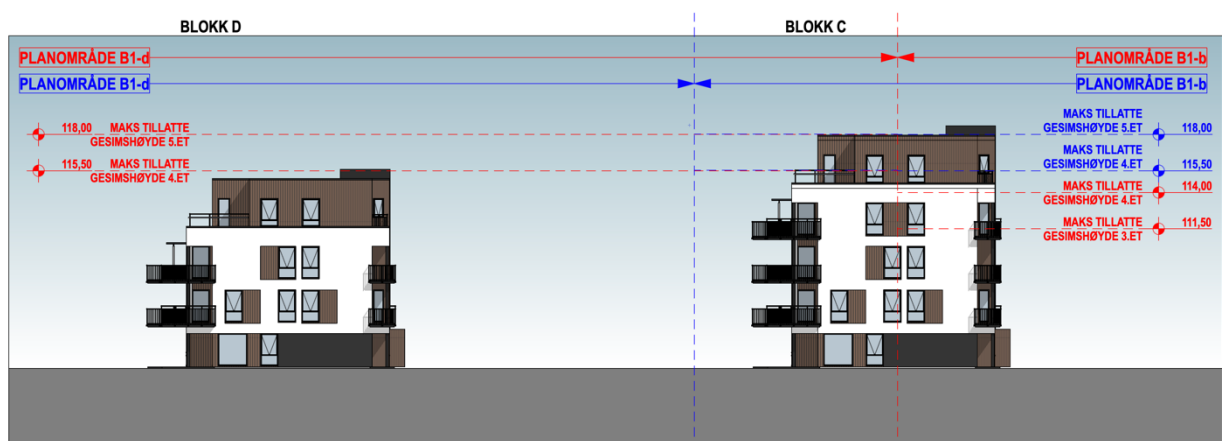 BLOKK D
BLOKK C
PLANOMRÅDE B1-d
PLANOMRÅDE B1-b
PLANOMRÅDE B1-d
PLANOMRÅDE B1-b
118,00 MAKS TILLATTE
GESIMSHØYDE 5.ET
115,50 MAKS TILLATTE
GESIMSHØYDE 4.ET
MAKS TILLATTE
GESIMSHØYDE 5.ET 118,00
MAKS TILLATTE
GESIMSHØYDE 4.ET 115,50
MAKS TILLATTE 114,00
GESIMSHØYDE 4.ET
MAKS TILLATTE 111,50
GESIMSHØYDE 3.ET